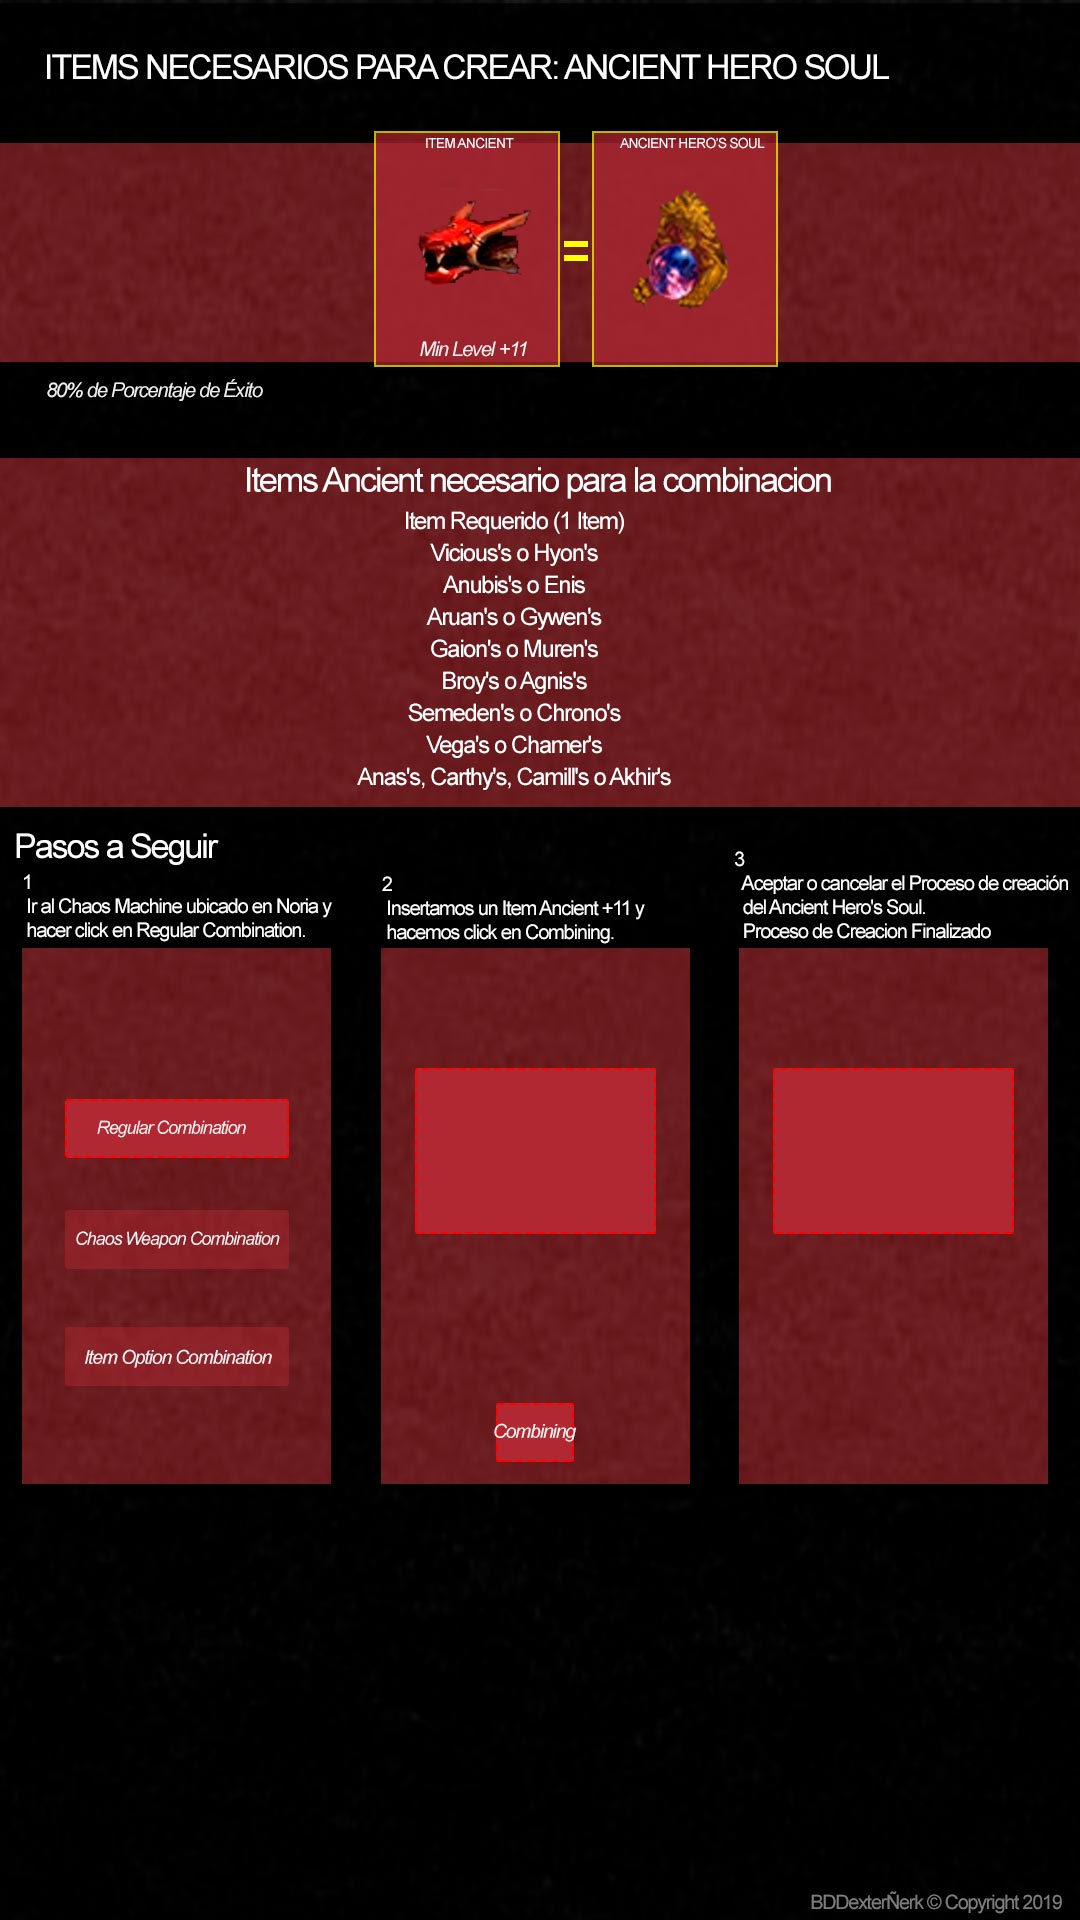 ITEMS NECESARIOS PARA CREAR: ANCIENT HERO SOUL
ITEM ANCIENT
ANCIENT HERO'S SOUL
=
Min Level +11
80% de Porcentaje de Éxito
Items Ancient necesario para la combinacion
Item Requerido (1 Item)
Vicious's o Hyon's
Anubis's o Enis
Aruan's o Gywen's
Gaion's o Muren's
Broy's o Agnis's
Semeden's o Chrono's
Vega's o Chamer's
Anas's, Carthy's, Camill's o Akhir's
Pasos a Seguir
1
Ir al Chaos Machine ubicado en Noria y
hacer click en Regular Combination.
Regular Combination
Chaos Weapon Combination
Item Option Combination
2
Insertamos un Item Ancient +11 y
hacemos click en Combining.
Combining
3
Aceptar o cancelar el Proceso de creación
del Ancient Hero's Soul.
Proceso de Creacion Finalizado
BDDexterÑerk © Copyright 2019